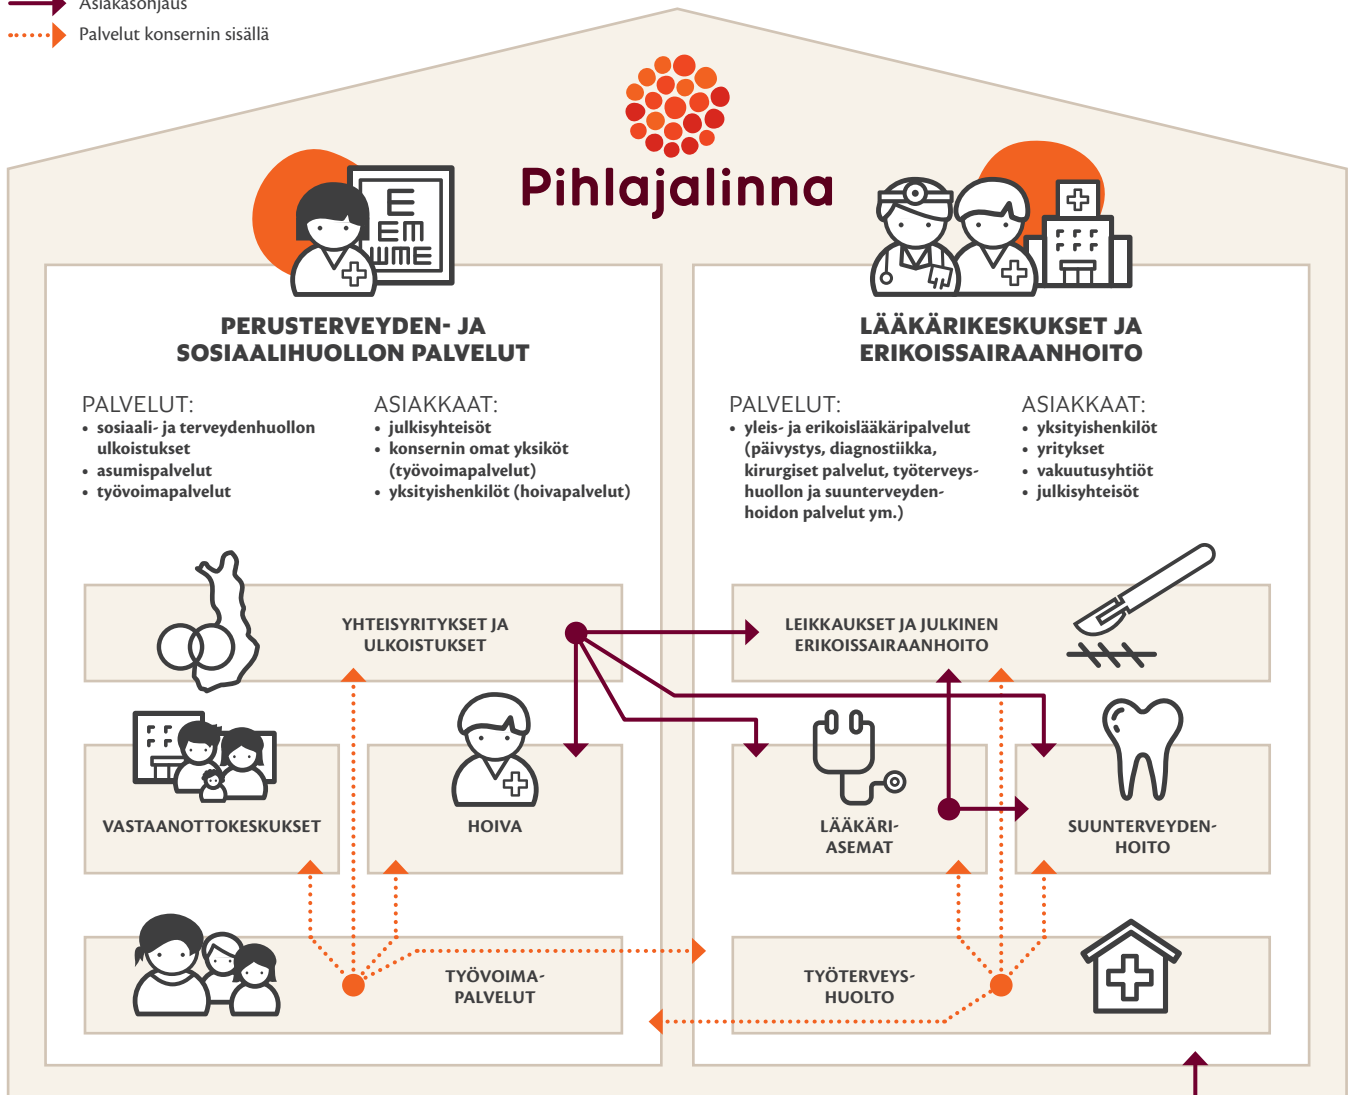 Asiakasohjaus
Palvelut konsernin sisällä
Pihlajalinna
E
EM
WME
PERUSTERVEYDEN- JA
SOSIAALIHUOLLON PALVELUT
PALVELUT:
• sosiaali- ja terveydenhuollon
ulkoistukset
• asumispalvelut
• työvoimapalvelut
ASIAKKAAT:
• julkisyhteisöt
• konsernin omat yksiköt
(työvoimapalvelut)
• yksityishenkilöt (hoivapalvelut)
LÄÄKÄRIKESKUKSET JA
ERIKOISSAIRAANHOITO
PALVELUT:
• yleis- ja erikoislääkäripalvelut
(päivystys, diagnostiikka,
kirurgiset palvelut, työterveys-
huollon ja suunterveyden-
hoidon palvelut ym.)
ASIAKKAAT:
• yksityishenkilöt
• yritykset
• vakuutusyhtiöt
• julkisyhteisöt
YHTEISYRITYKSET JA
ULKOISTUKSET
LEIKKAUKSET JA JULKINEN
ERIKOISSAIRAANHOITO
VASTAANOTTOKESKUKSET
HOIVA
LÄÄKÄRI-
ASEMAT
SUUNTERVEYDEN-
HOITO
TYÖVOIMA-
PALVELUT
TYÖTERVEYS-
HUOLTO